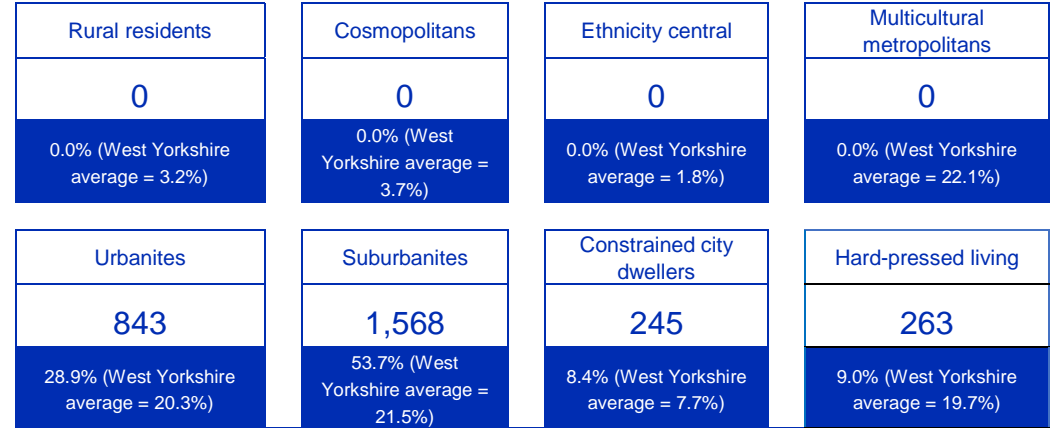 Rural residents
0
0.0% (West Yorkshire
average = 3.2%)
Cosmopolitans
0
0.0% (West
Yorkshire average =
3.7%)
Ethnicity central
0
0.0% (West Yorkshire
average = 1.8%)
Multicultural
metropolitans
0
0.0% (West Yorkshire
average = 22.1%)
Urbanites
843
28.9% (West Yorkshire
average = 20.3%)
Suburbanites
1,568
53.7% (West
Yorkshire average =
21.5%)
Constrained city
dwellers
245
8.4% (West Yorkshire
average = 7.7%)
Hard-pressed living
263
9.0% (West Yorkshire
average = 19.7%)